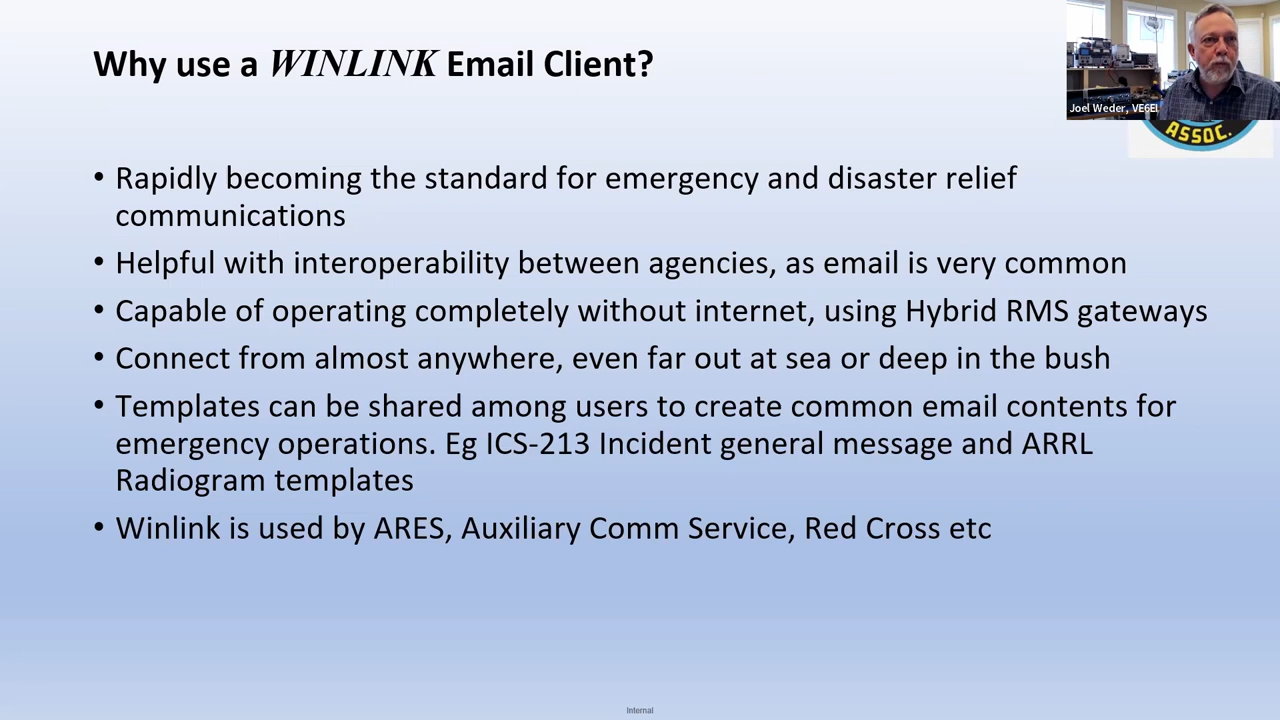 Why use a WINLINK Email Client?
Joel Weder, VE6EI
ASSOC.
• Rapidly becoming the standard for emergency and disaster relief
communications
• Helpful with interoperability between agencies, as email is very common
• Capable of operating completely without internet, using Hybrid RMS gateways
• Connect from almost anywhere, even far out at sea or deep in the bush
• Templates can be shared among users to create common email contents for
emergency operations. Eg ICS-213 Incident general message and ARRL
Radiogram templates
• Winlink is used by ARES, Auxiliary Comm Service, Red Cross etc
Internal